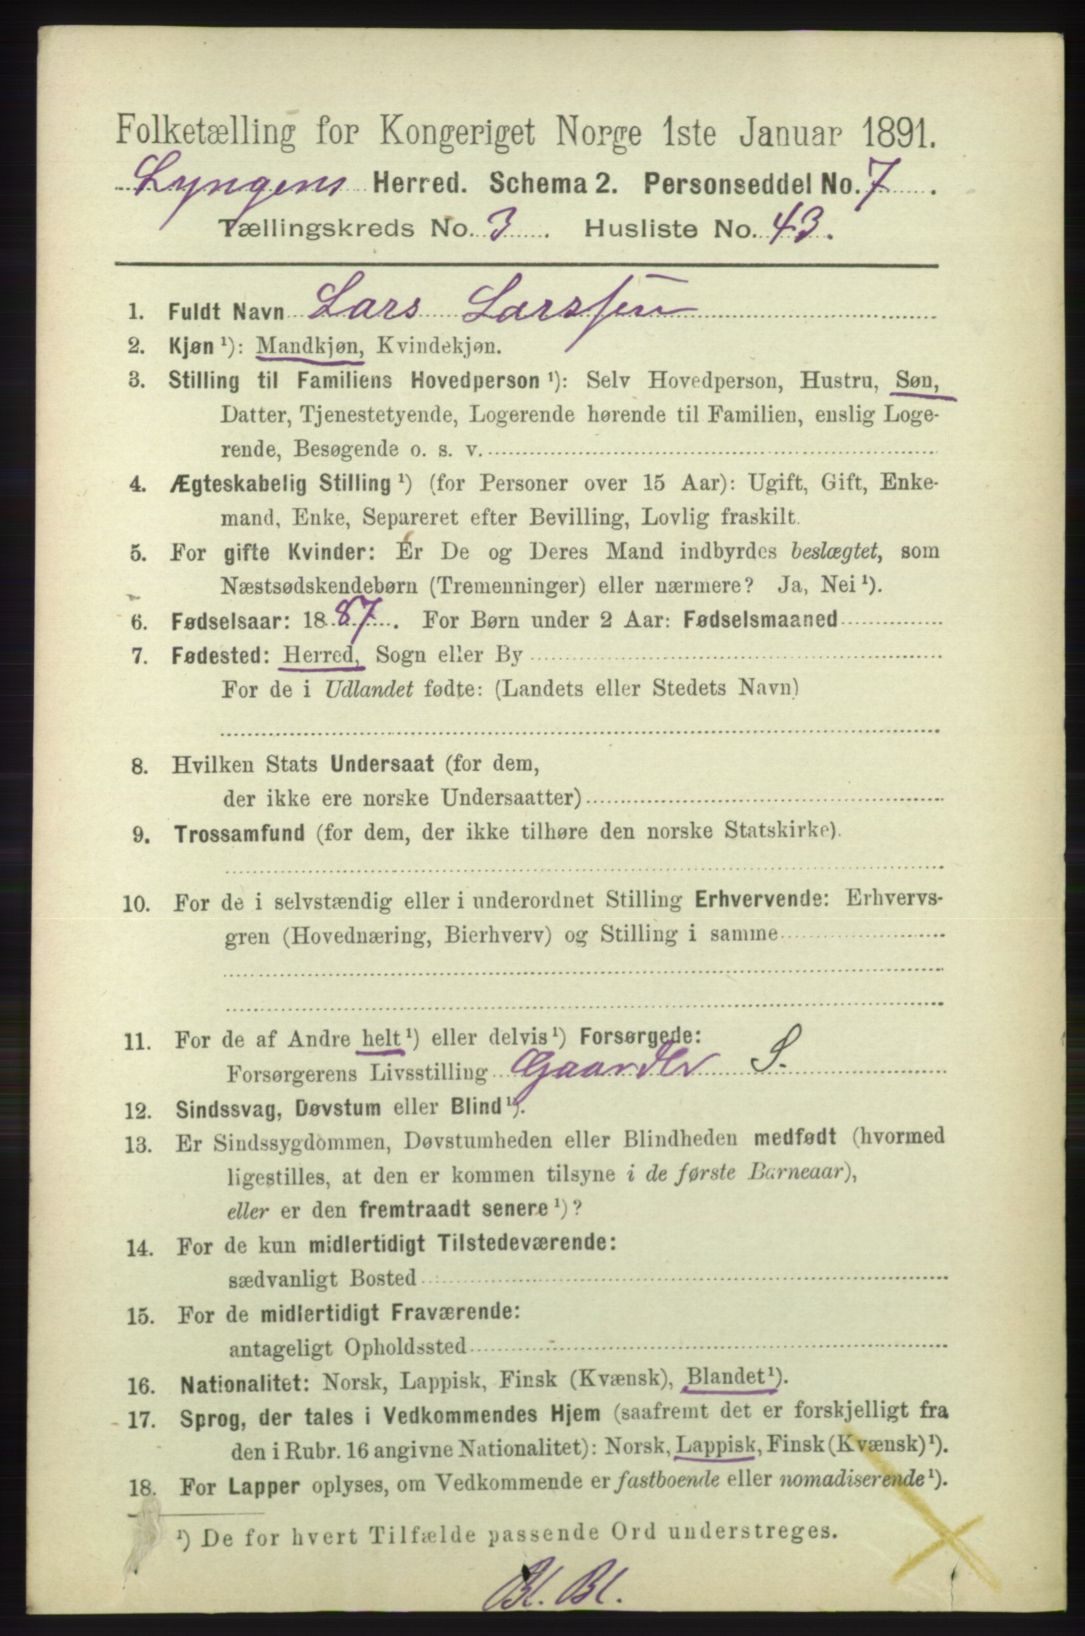 Folketælling for Kongeriget Norge 1ste Januar 1891.
Lyngens Herred. Schema 2. Personseddel No. 7.
Tællingskreds No. 3. Husliste No. 43.
1. Fuldt Navn Lars Larssen
2. Kjøn ¹): Mandkjøn, Kvindekjøn.
3. Stilling til Familiens Hovedperson ¹): Selv Hovedperson, Hustru, Søn,
Datter, Tjenestetyende, Logerende hørende til Familien, enslig Loge-
rende, Besøgende o. s. v.
4. Ægteskabelig Stilling ¹) (for Personer over 15 Aar): Ugift, Gift, Enke-
mand, Enke, Separeret efter Bevilling, Lovlig fraskilt.
5. For gifte Kvinder: Er De og Deres Mand indbyrdes beslægtet, som
Næstsødskendebørn (Tremenninger) eller nærmere? Ja, Nei ¹).
6. Fødselsaar: 1887. For Børn under 2 Aar: Fødselsmaaned
7. Fødested: Herred, Sogn eller By
For de i Udlandet fødte: (Landets eller Stedets Navn)
8. Hvilken Stats Undersaat (for dem,
der ikke ere norske Undersaatter)
9. Trossamfund (for dem, der ikke tilhøre den norske Statskirke).
10. For de i selvstændig eller i underordnet Stilling Erhvervende: Erhvervs-
gren (Hovednæring, Bierhverv) og Stilling i samme
11. For de af Andre helt ¹) eller delvis ¹) Forsørgede:
Forsørgerens Livsstilling S.
12. Sindssvag, Døvstum eller Blind ¹).
13. Er Sindssygdommen, Døvstumheden eller Blindheden medfødt (hvormed
ligestilles, at den er kommen tilsyne i de første Barneaar),
eller er den fremtraadt senere ¹)?
14. For de kun midlertidigt Tilstedeværende:
sædvanligt Bosted
15. For de midlertidigt Fraværende:
antageligt Opholdssted
16. Nationalitet: Norsk, Lappisk, Finsk (Kvænsk), Blandet ¹).
17. Sprog, der tales i Vedkommendes Hjem (saafremt det er forskjelligt fra
den i Rubr. 16 angivne Nationalitet): Norsk, Lappisk, Finsk (Kvænsk) ¹).
18. For Lapper oplyses, om Vedkommende er fastboende eller nomadiserende ¹).
¹) De for hvert Tilfælde passende Ord understreges.
Bl. Bl.